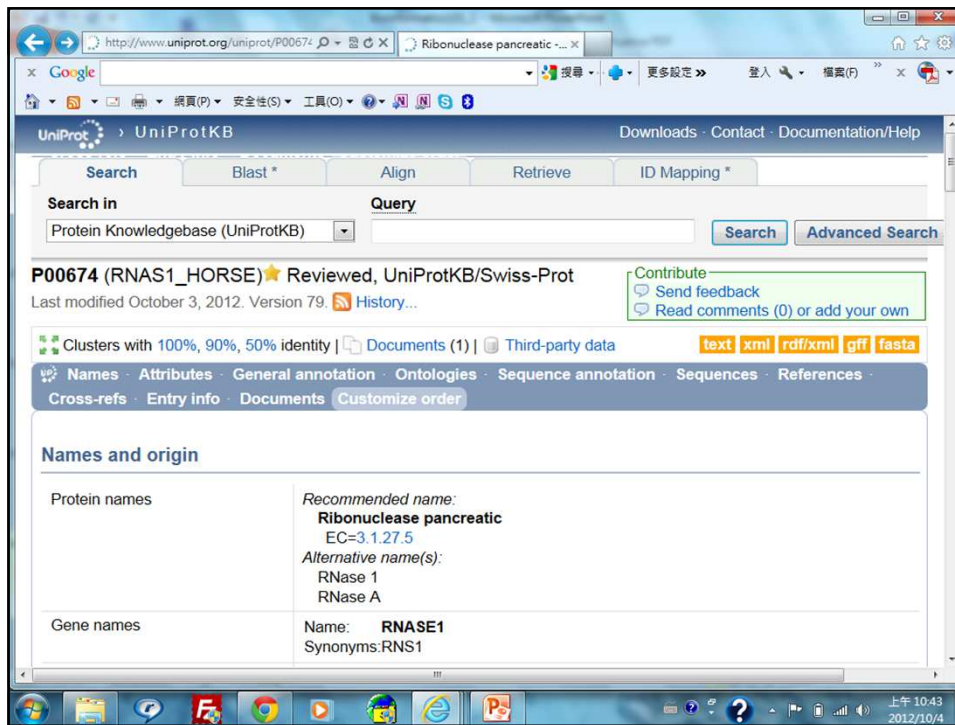 http://www.uniprot.org/uniprot/P00674
Ribonuclease pancreatic -...
Google
搜尋
更多設定 »
登入
檔案(F)
網頁(P)
安全性(S)
工具(O)
UniProt › UniProtKB
Downloads · Contact · Documentation/Help
Search
Blast *
Align
Retrieve
ID Mapping *
Search in
Query
Protein Knowledgebase (UniProtKB)
Search
Advanced Search
P00674 (RNAS1_HORSE) Reviewed, UniProtKB/Swiss-Prot
Last modified October 3, 2012. Version 79. History...
Contribute
Send feedback
Read comments (0) or add your own
Clusters with 100%, 90%, 50% identity | Documents (1) | Third-party data
text xml rdf/xml gff fasta
Names · Attributes · General annotation · Ontologies · Sequence annotation · Sequences · References ·
Cross-refs · Entry info · Documents Customize order
Names and origin
Protein names
Recommended name:
Ribonuclease pancreatic
EC=3.1.27.5
Alternative name(s):
RNase 1
RNase A
Gene names
Name: RNASE1
Synonyms:RNS1
上午 10:43
2012/10/4